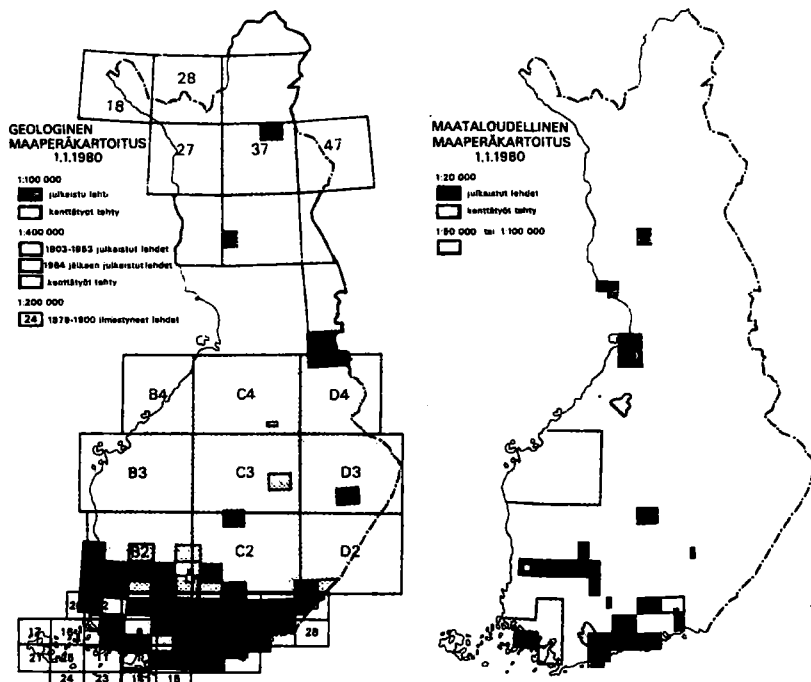 GEOLOGINEN
MAAPERÄKARTOITUS
1.1.1980
1:100 000
julkaistu lehti
kenttätyöt tehty
1:400 000
1903-1953 julkaistut lehdet
1954 jälkeen julkaistut lehdet
kenttätyöt tehty
1:200 000
24 1879-1900 ilmestyneet lehdet
28
18
27 37 47
B4 C4 D4
B3 C3 D3
B2 C2 D2
28
24 23
MAATALOUDELLINEN
MAAPERÄKARTOITUS
1.1.1980
1:20 000
julkaistut lehdet
kenttätyöt tehty
1:50 000 tai 1:100 000